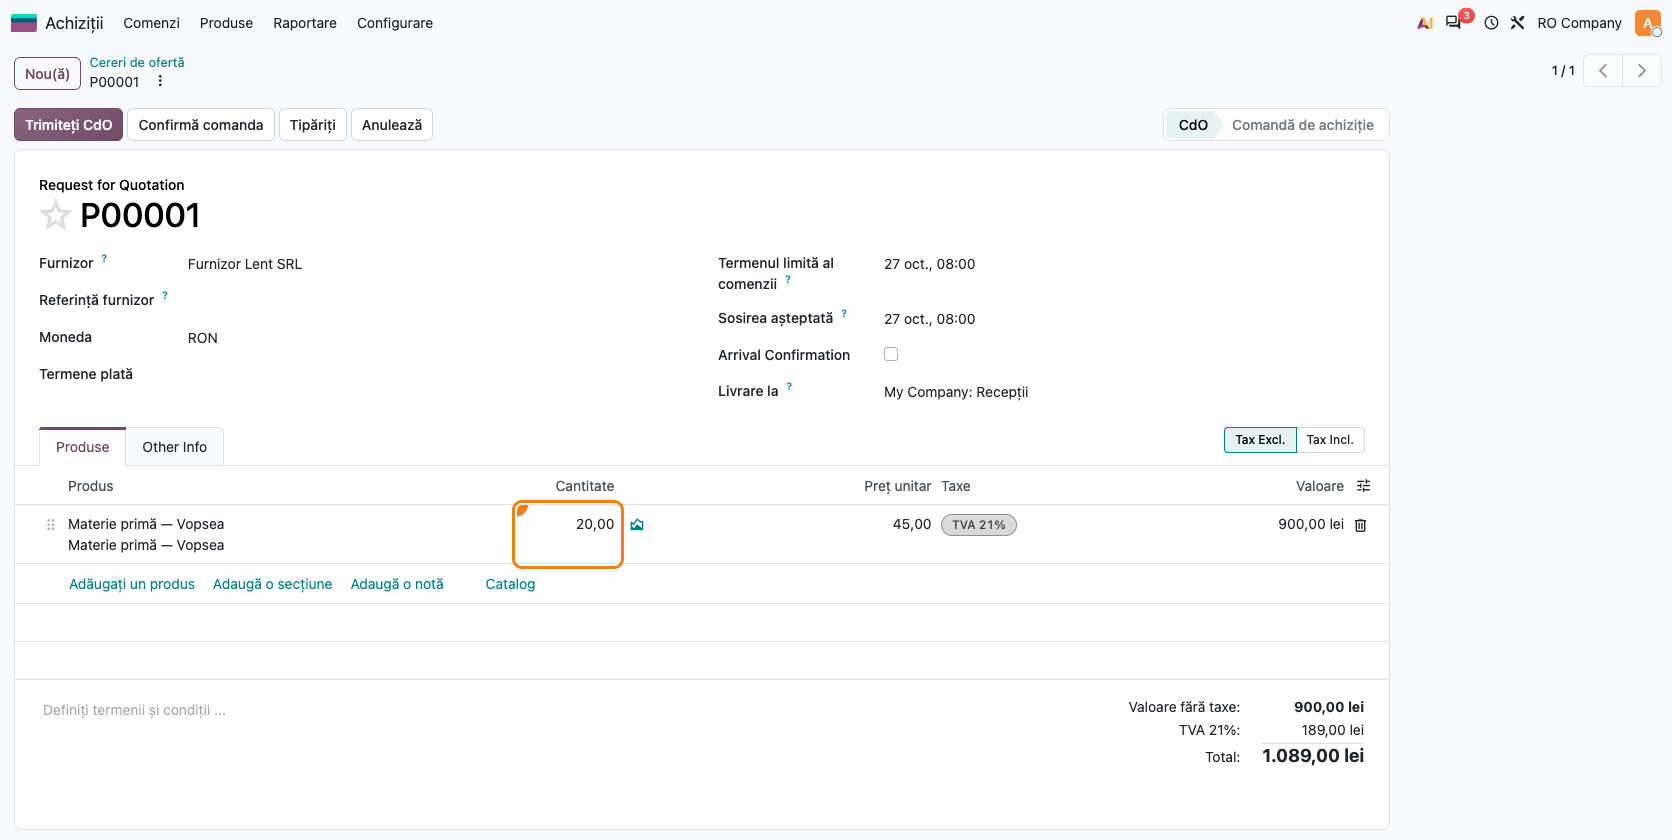 Achiziții Comenzi Produse Raportare Configurare AI 3 RO Company A
Nou(ă) Cereri de ofertă
P00001
1 / 1
Trimiteți CdO Confirmă comanda Tipăriți Anulează CdO Comandă de achiziție
Request for Quotation
P00001
Furnizor ? Furnizor Lent SRL
Referință furnizor ?
Moneda RON
Termene plată
Termenul limită al comenzii ? 27 oct., 08:00
Sosirea așteptată ? 27 oct., 08:00
Arrival Confirmation
Livrare la ? My Company: Recepții
Produse Other Info Tax Excl. Tax Incl.
Produs Cantitate Preț unitar Taxe Valoare
Materie primă — Vopsea 20,00 45,00 TVA 21% 900,00 lei
Materie primă — Vopsea
Adăugați un produs Adaugă o secțiune Adaugă o notă Catalog
Definiți termenii și condiții ...
Valoare fără taxe: 900,00 lei
TVA 21%: 189,00 lei
Total: 1.089,00 lei